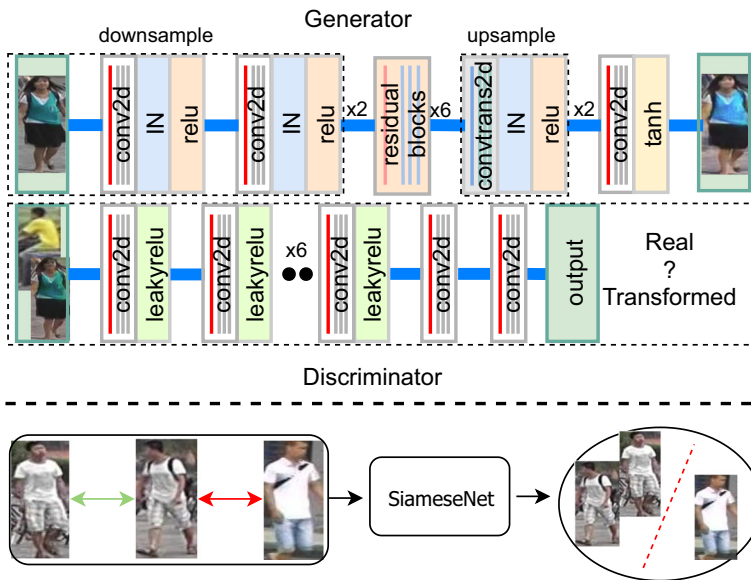 Generator
downsample
upsample
conv2d
IN
relu
conv2d
IN
relu
x2
residual
blocks
x6
convtrans2d
IN
relu
x2
conv2d
tanh
conv2d
leakyrelu
conv2d
leakyrelu
x6
conv2d
leakyrelu
conv2d
conv2d
output
Real
?
Transformed
Discriminator
SiameseNet